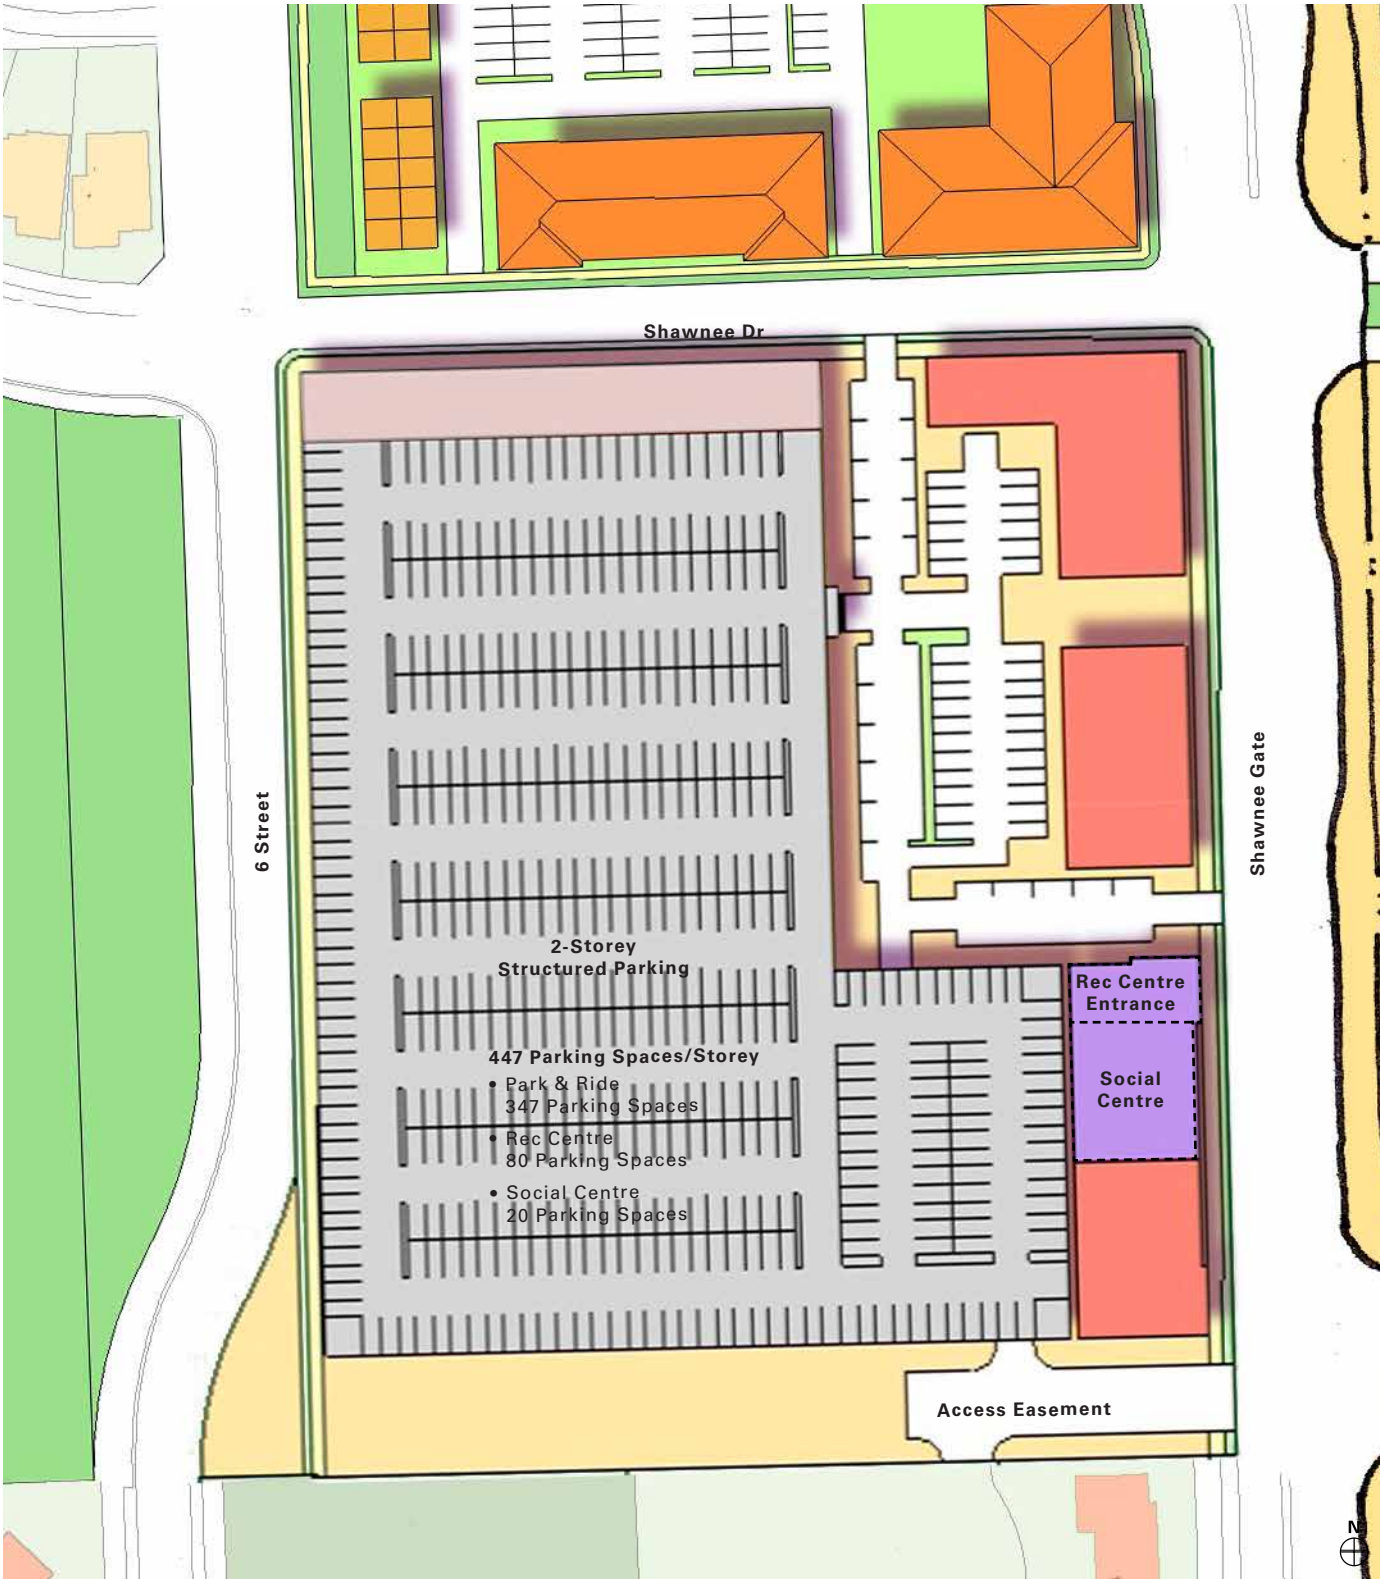 Shawnee Dr
6 Street
Shawnee Gate
2-Storey
Structured Parking
447 Parking Spaces/Storey
• Park & Ride
347 Parking Spaces
• Rec Centre
80 Parking Spaces
• Social Centre
20 Parking Spaces
Rec Centre
Entrance
Social
Centre
Access Easement
N